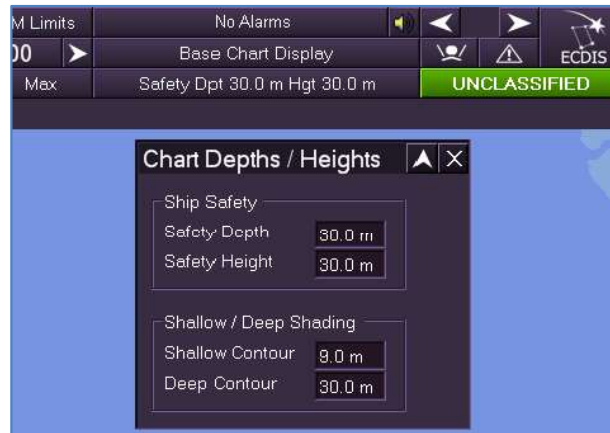 M Limits
No Alarms
00
Base Chart Display
ECDIS
Max
Safety Dpt 30.0 m Hgt 30.0 m
UNCLASSIFIED
Chart Depths / Heights
Ship Safety
Safety Depth
30.0 m
Safety Height
30.0 m
Shallow / Deep Shading
Shallow Contour
9.0 m
Deep Contour
30.0 m